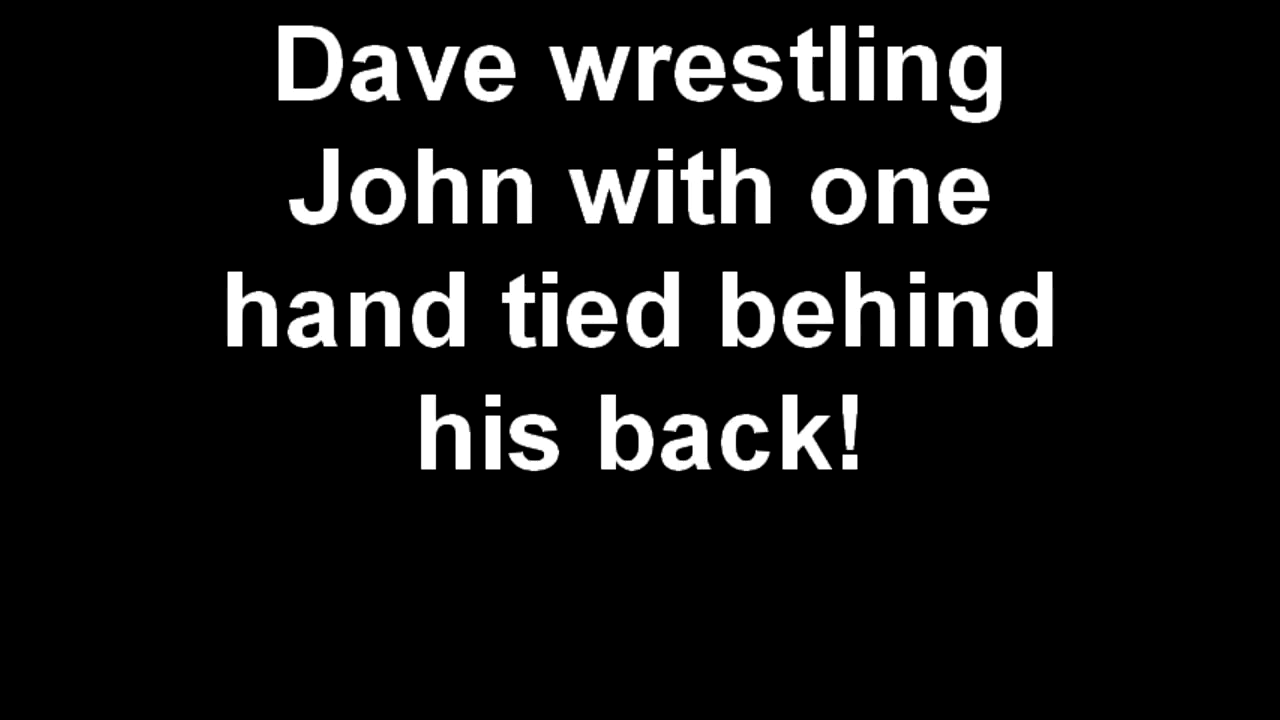 Dave wrestling
John with one
hand tied behind
his back!